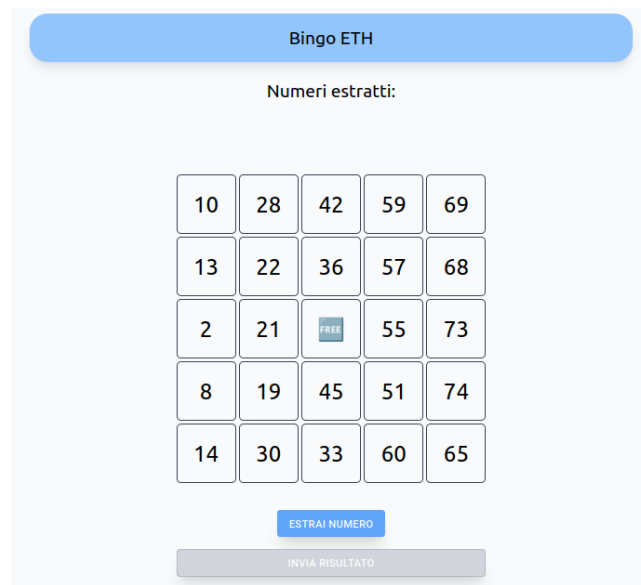 Bingo ETH
Numeri estratti:
10 28 42 59 69
13 22 36 57 68
2 21 FREE 55 73
8 19 45 51 74
14 30 33 60 65
ESTRAI NUMERO
INVIA RISULTATO